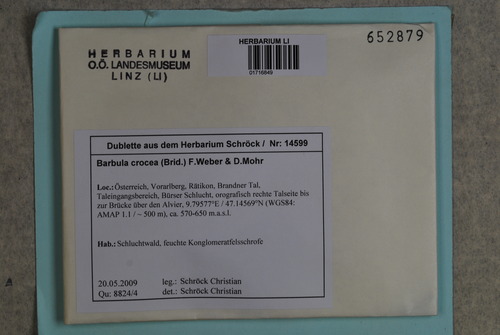 HERBARIUM
O.Ö. LANDESMUSEUM
LINZ (LI)
HERBARIUM LI
01716849
652879
Dublette aus dem Herbarium Schröck / Nr: 14599
Barbula crocea (Brid.) F.Weber & D.Mohr
Loc.: Österreich, Vorarlberg, Rätikon, Brandner Tal,
Taleingangsbereich, Bürser Schlucht, orografisch rechte Talseite bis
zur Brücke über den Alvier, 9.79577°E / 47.14569°N (WGS84:
AMAP 1.1 / ~ 500 m), ca. 570-650 m.a.s.l.
Hab.: Schluchtwald, feuchte Konglomeratfelsschrofe
20.05.2009 leg.: Schröck Christian
Qu: 8824/4 det.: Schröck Christian